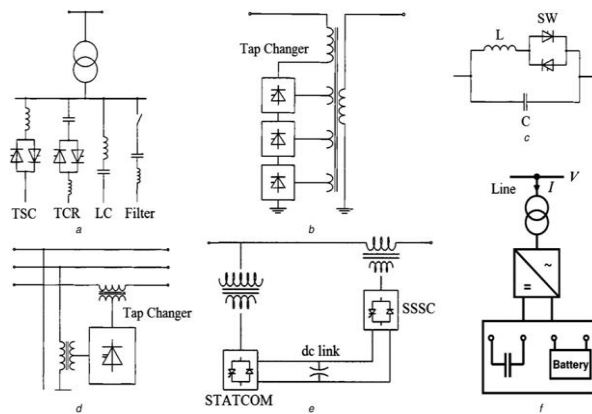 TSC TCR LC Filter
a
Tap Changer
b
L
SW
C
c
Tap Changer
d
SSSC
dc link
STATCOM
e
V
Line
I
~
=
Battery
f